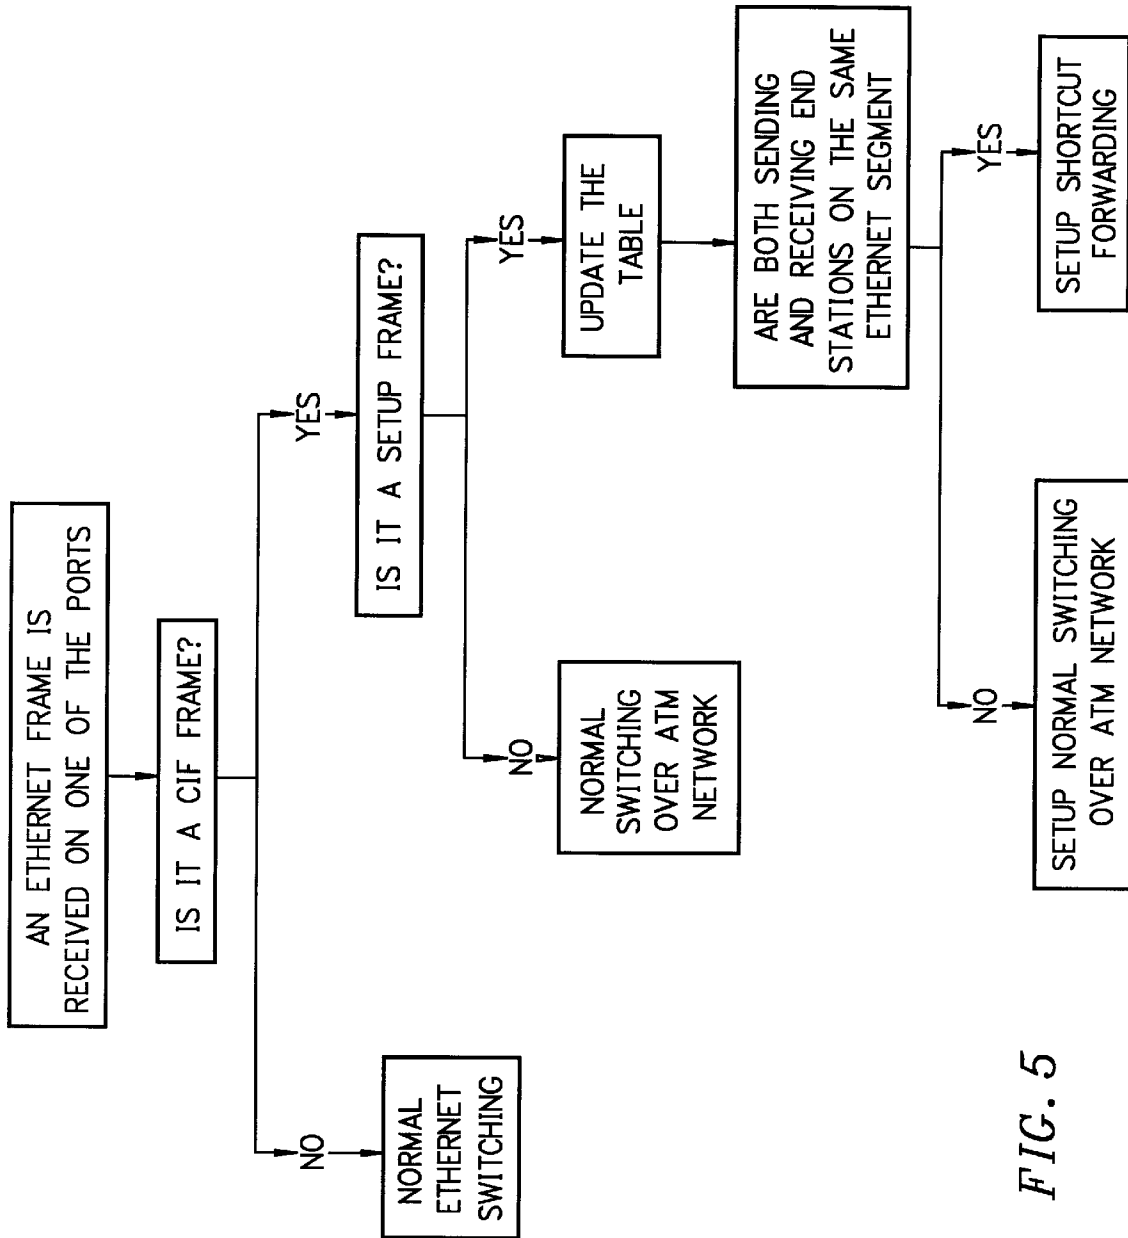 AN ETHERNET FRAME IS
RECEIVED ON ONE OF THE PORTS
IS IT A CIF FRAME?
NO
YES
NORMAL
ETHERNET
SWITCHING
IS IT A SETUP FRAME?
NO
YES
NORMAL
SWITCHING
OVER ATM
NETWORK
UPDATE THE
TABLE
ARE BOTH SENDING
AND RECEIVING END
STATIONS ON THE SAME
ETHERNET SEGMENT
NO
YES
SETUP NORMAL SWITCHING
OVER ATM NETWORK
SETUP SHORTCUT
FORWARDING
FIG. 5